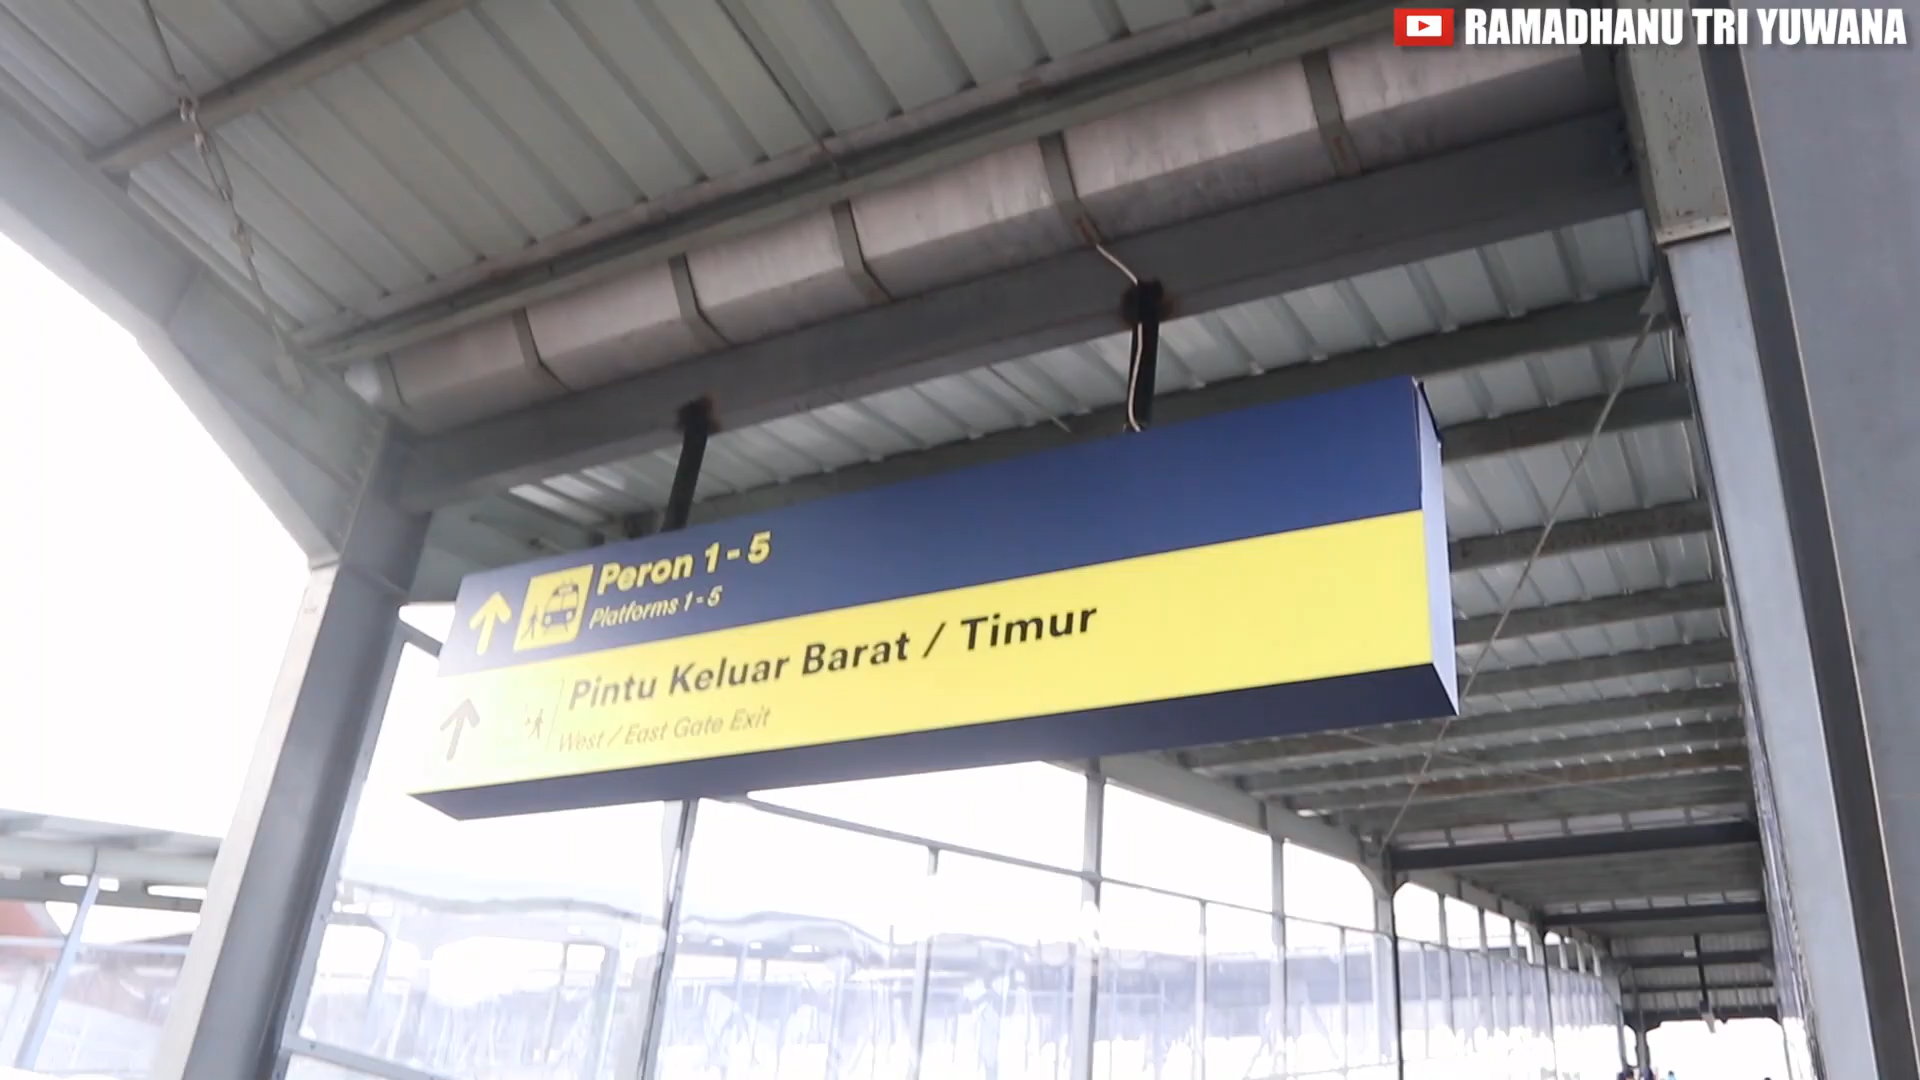 RAMADHANU TRI YUWANA
Peron 1 - 5
Platforms 1 - 5
Pintu Keluar Barat / Timur
West / East Gate Exit